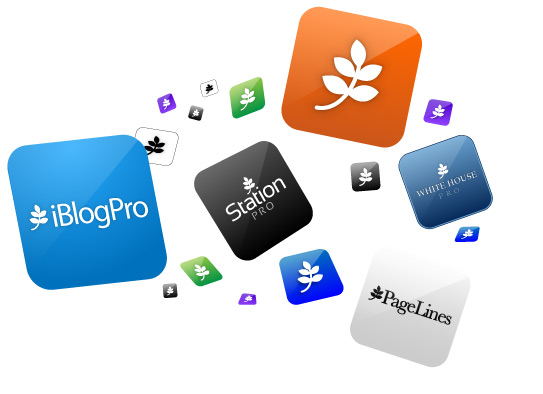 iBlogPro
Station
PRO
WHITE HOUSE
PRO
PageLines